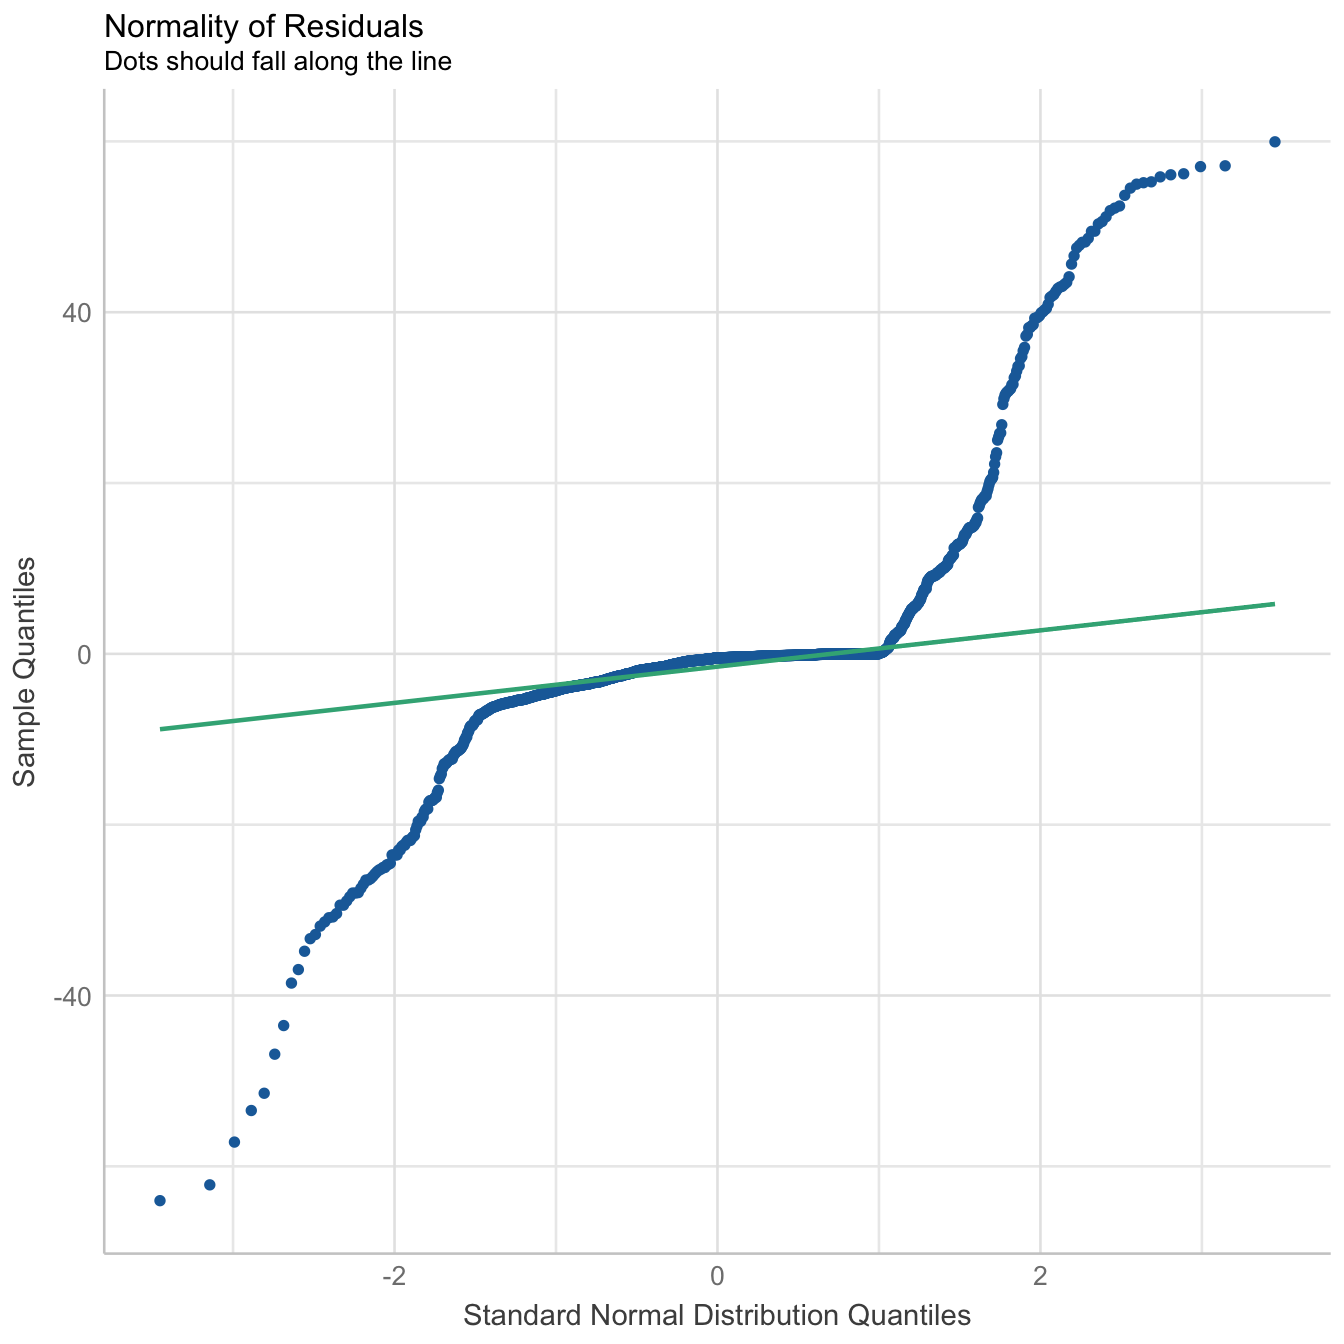 Normality of Residuals
Dots should fall along the line
Sample Quantiles
40
0
-40
-2
0
2
Standard Normal Distribution Quantiles